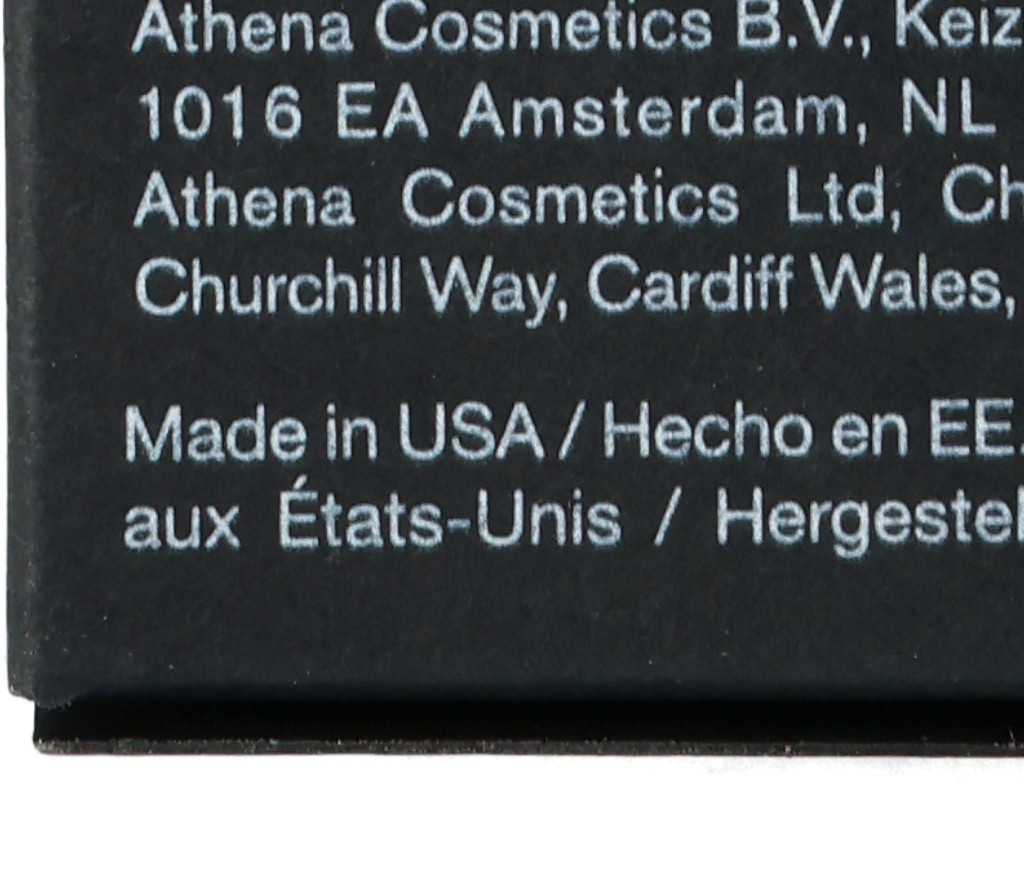 Athena Cosmetics B.V., Keiz
1016 EA Amsterdam, NL
Athena Cosmetics Ltd, Ch
Churchill Way, Cardiff Wales,
Made in USA / Hecho en EE.
aux États-Unis / Hergestel